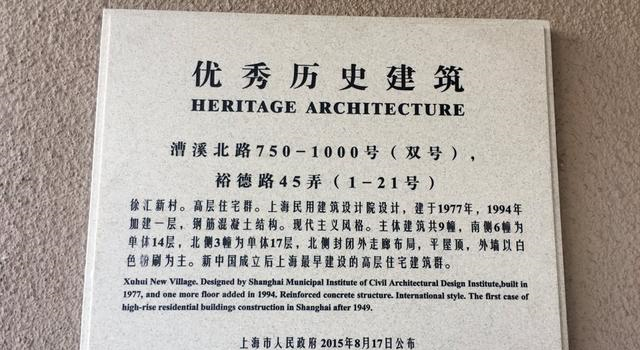 优秀历史建筑
HERITAGE ARCHITECTURE
漕溪北路750-1000号(双号),
裕德路45弄(1-21号)
徐汇新村。高层住宅群。上海民用建筑设计院设计,建于1977年,1994年
加建一层,钢筋混凝土结构。现代主义风格。主体建筑共9幢,南侧6幢为
单体14层,北侧3幢为单体17层,北侧封闭外走廊布局,平屋顶,外墙以白
色粉刷为主。新中国成立后上海最早建设的高层住宅建筑群。
Xuhui New Village. Designed by Shanghai Municipal Institute of Civil Architectural Design Institute,built in
1977, and one more floor added in 1994. Reinforced concrete structure. International style. The first case of
high-rise residential buildings construction in Shanghai after 1949.
上海市人民政府 2015年8月17日公布